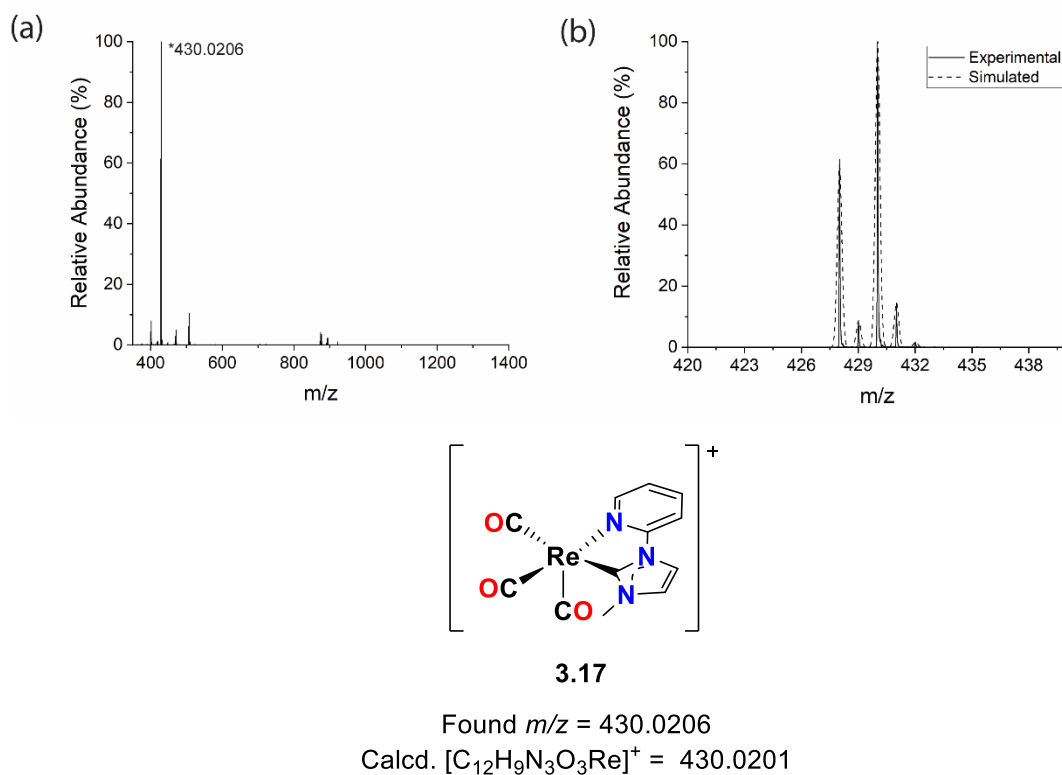 (a)
*430.0206
100
80
60
40
20
0
400 600 800 1000 1200 1400
Relative Abundance (%)
m/z
(b)
Experimental
Simulated
100
80
60
40
20
0
420 423 426 429 432 435 438
Relative Abundance (%)
m/z
+
OC
N
Re
N
OC
N
CO
3.17
Found m/z = 430.0206
Calcd. [C₁₂H₉N₃O₃Re]⁺ = 430.0201